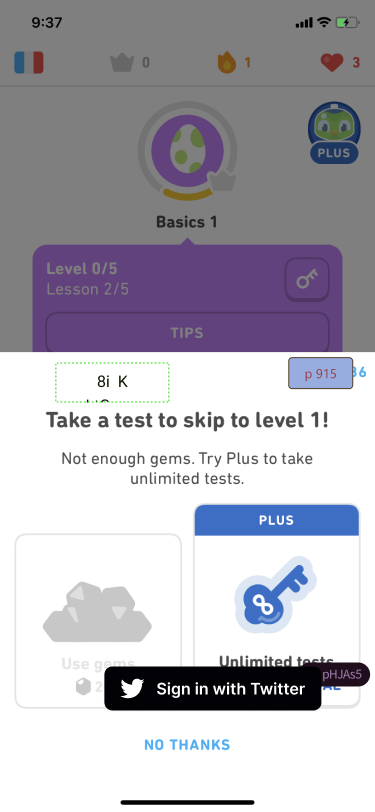 9:37
0
1
3
PLUS
Basics 1
Level 0/5
Lesson 2/5
TIPS
8i K
p 915
36
Take a test to skip to level 1!
Not enough gems. Try Plus to take
unlimited tests.
PLUS
Use gems
Unlimited tests
pHJAs5
Sign in with Twitter
NO THANKS